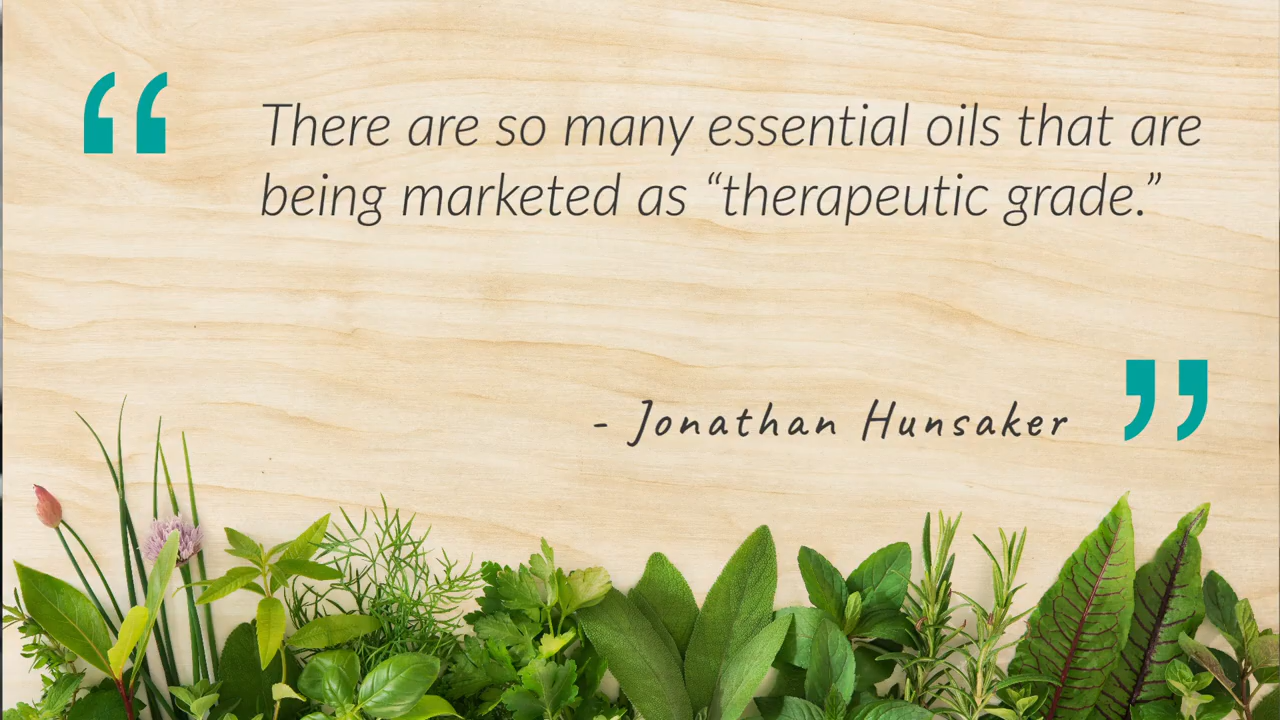 “
There are so many essential oils that are
being marketed as “therapeutic grade.”
- Jonathan Hunsaker
”